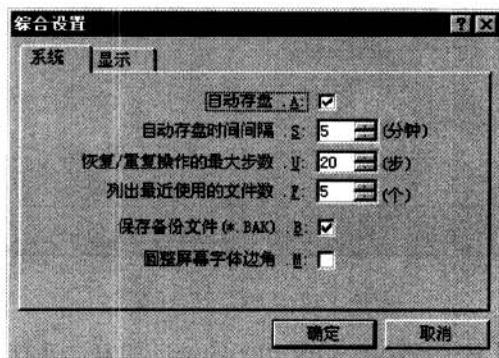 綜合设置
系统 显示
自动存盘 .A:
自动存盘时间间隔 .S: 5 (分钟)
恢复/重复操作的最大步数 .U: 20 (步)
列出最近使用的文件数 .F: 5 (个)
保存备份文件(*.BAK) .B:
圆整屏幕字体边角 .M:
确定 取消